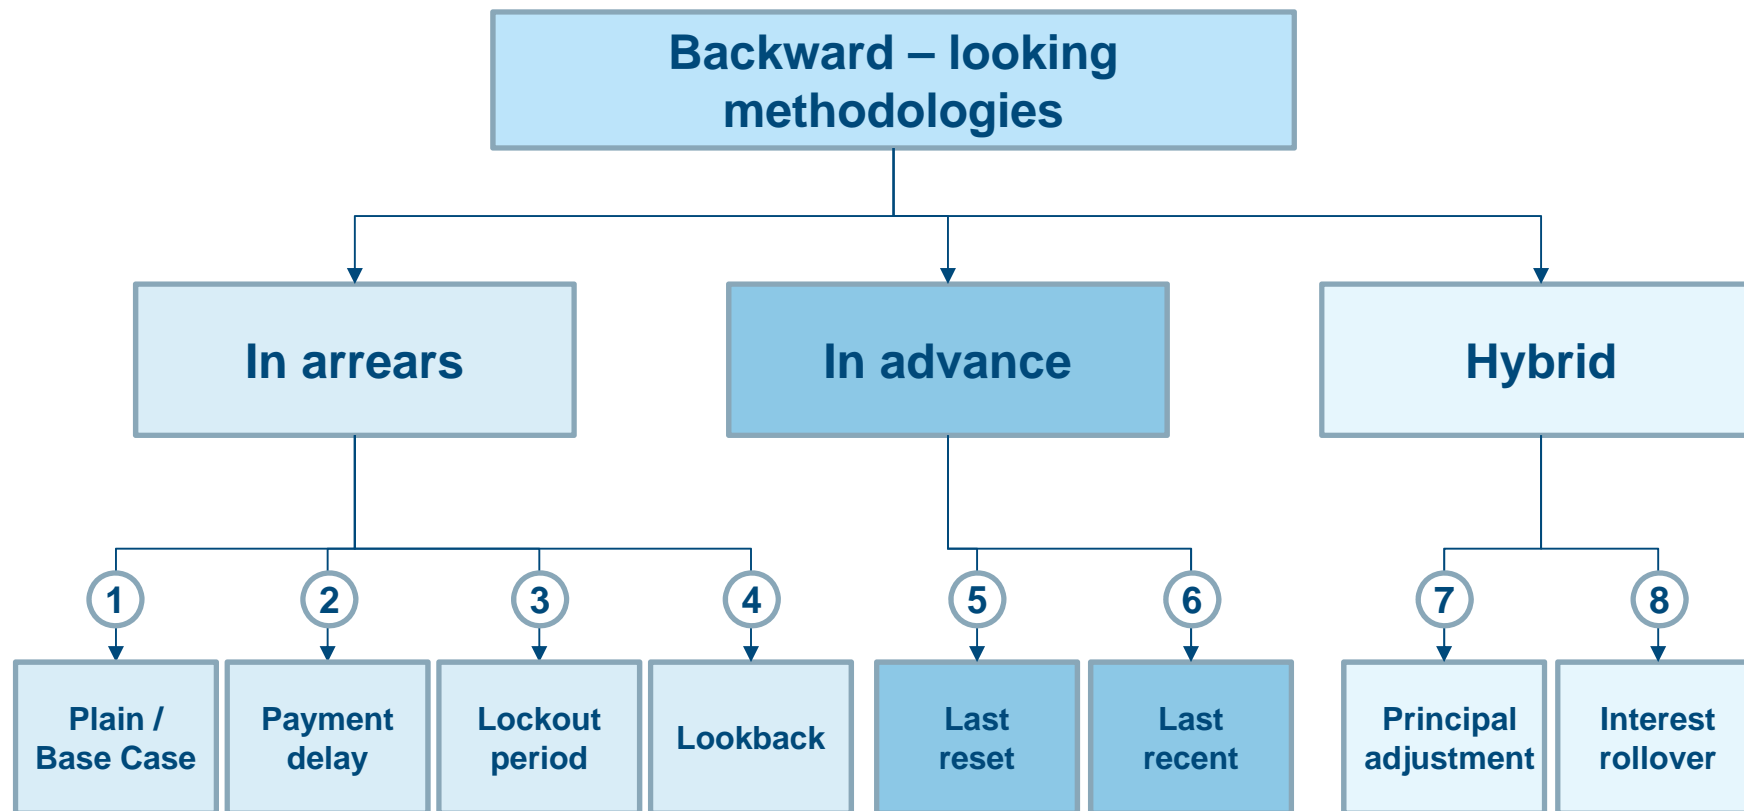 Backward – looking
methodologies
In arrears
In advance
Hybrid
1
2
3
4
5
6
7
8
Plain /
Base Case
Payment
delay
Lockout
period
Lookback
Last
reset
Last
recent
Principal
adjustment
Interest
rollover